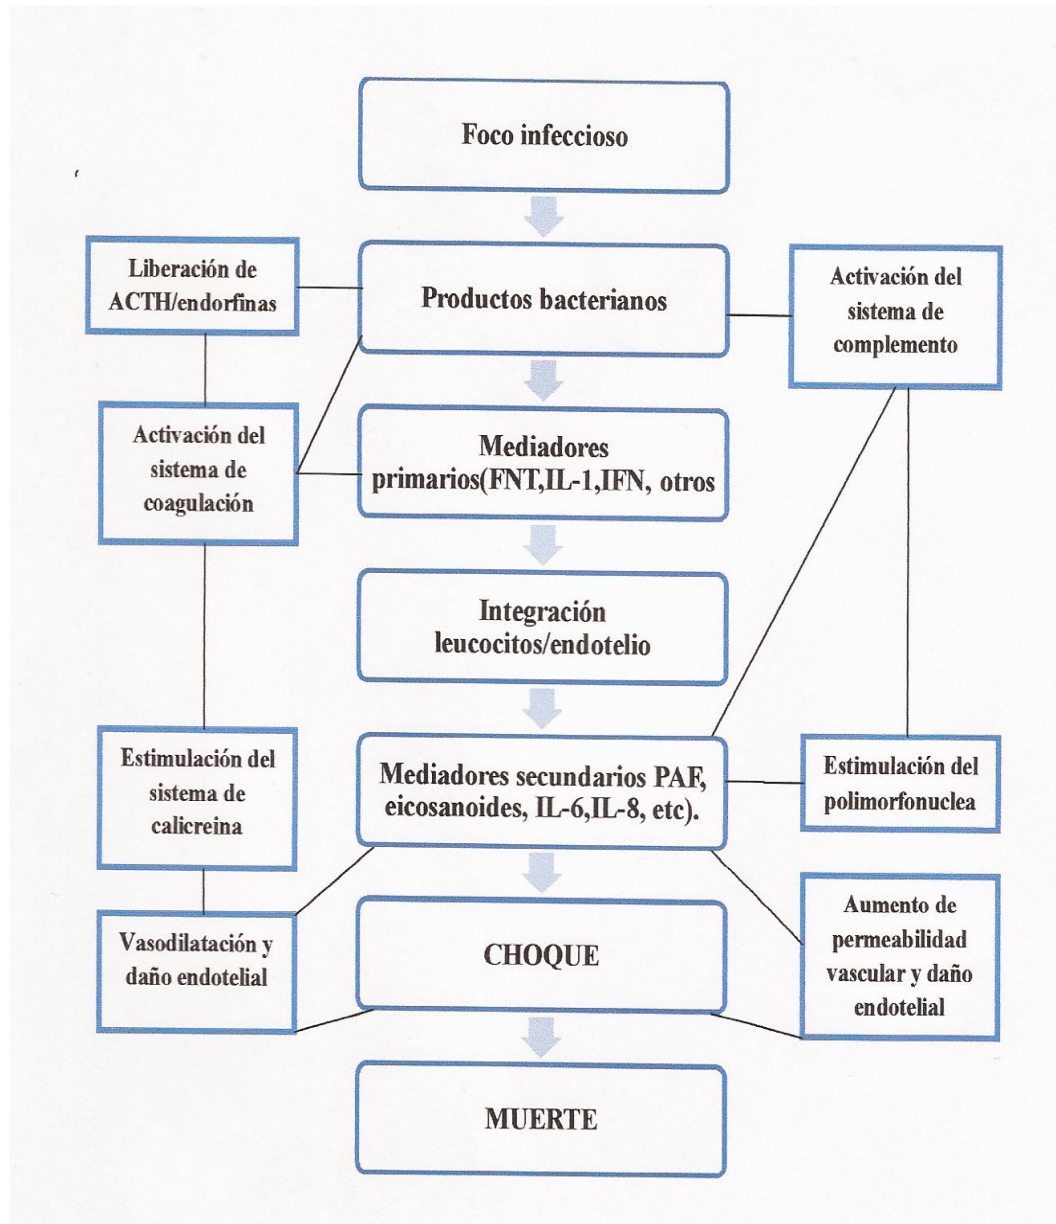 Foco infeccioso
Liberación de
ACTH/endorfinas
Productos bacterianos
Activación del
sistema de
complemento
Activación del
sistema de
coagulación
Mediadores
primarios(FNT,IL-1,IFN, otros
Integración
leucocitos/endotelio
Estimulación del
sistema de
calicreina
Mediadores secundarios PAF,
eicosanoides, IL-6,IL-8, etc).
Estimulación del
polimorfonuclea
Vasodilatación y
daño endotelial
CHOQUE
Aumento de
permeabilidad
vascular y daño
endotelial
MUERTE